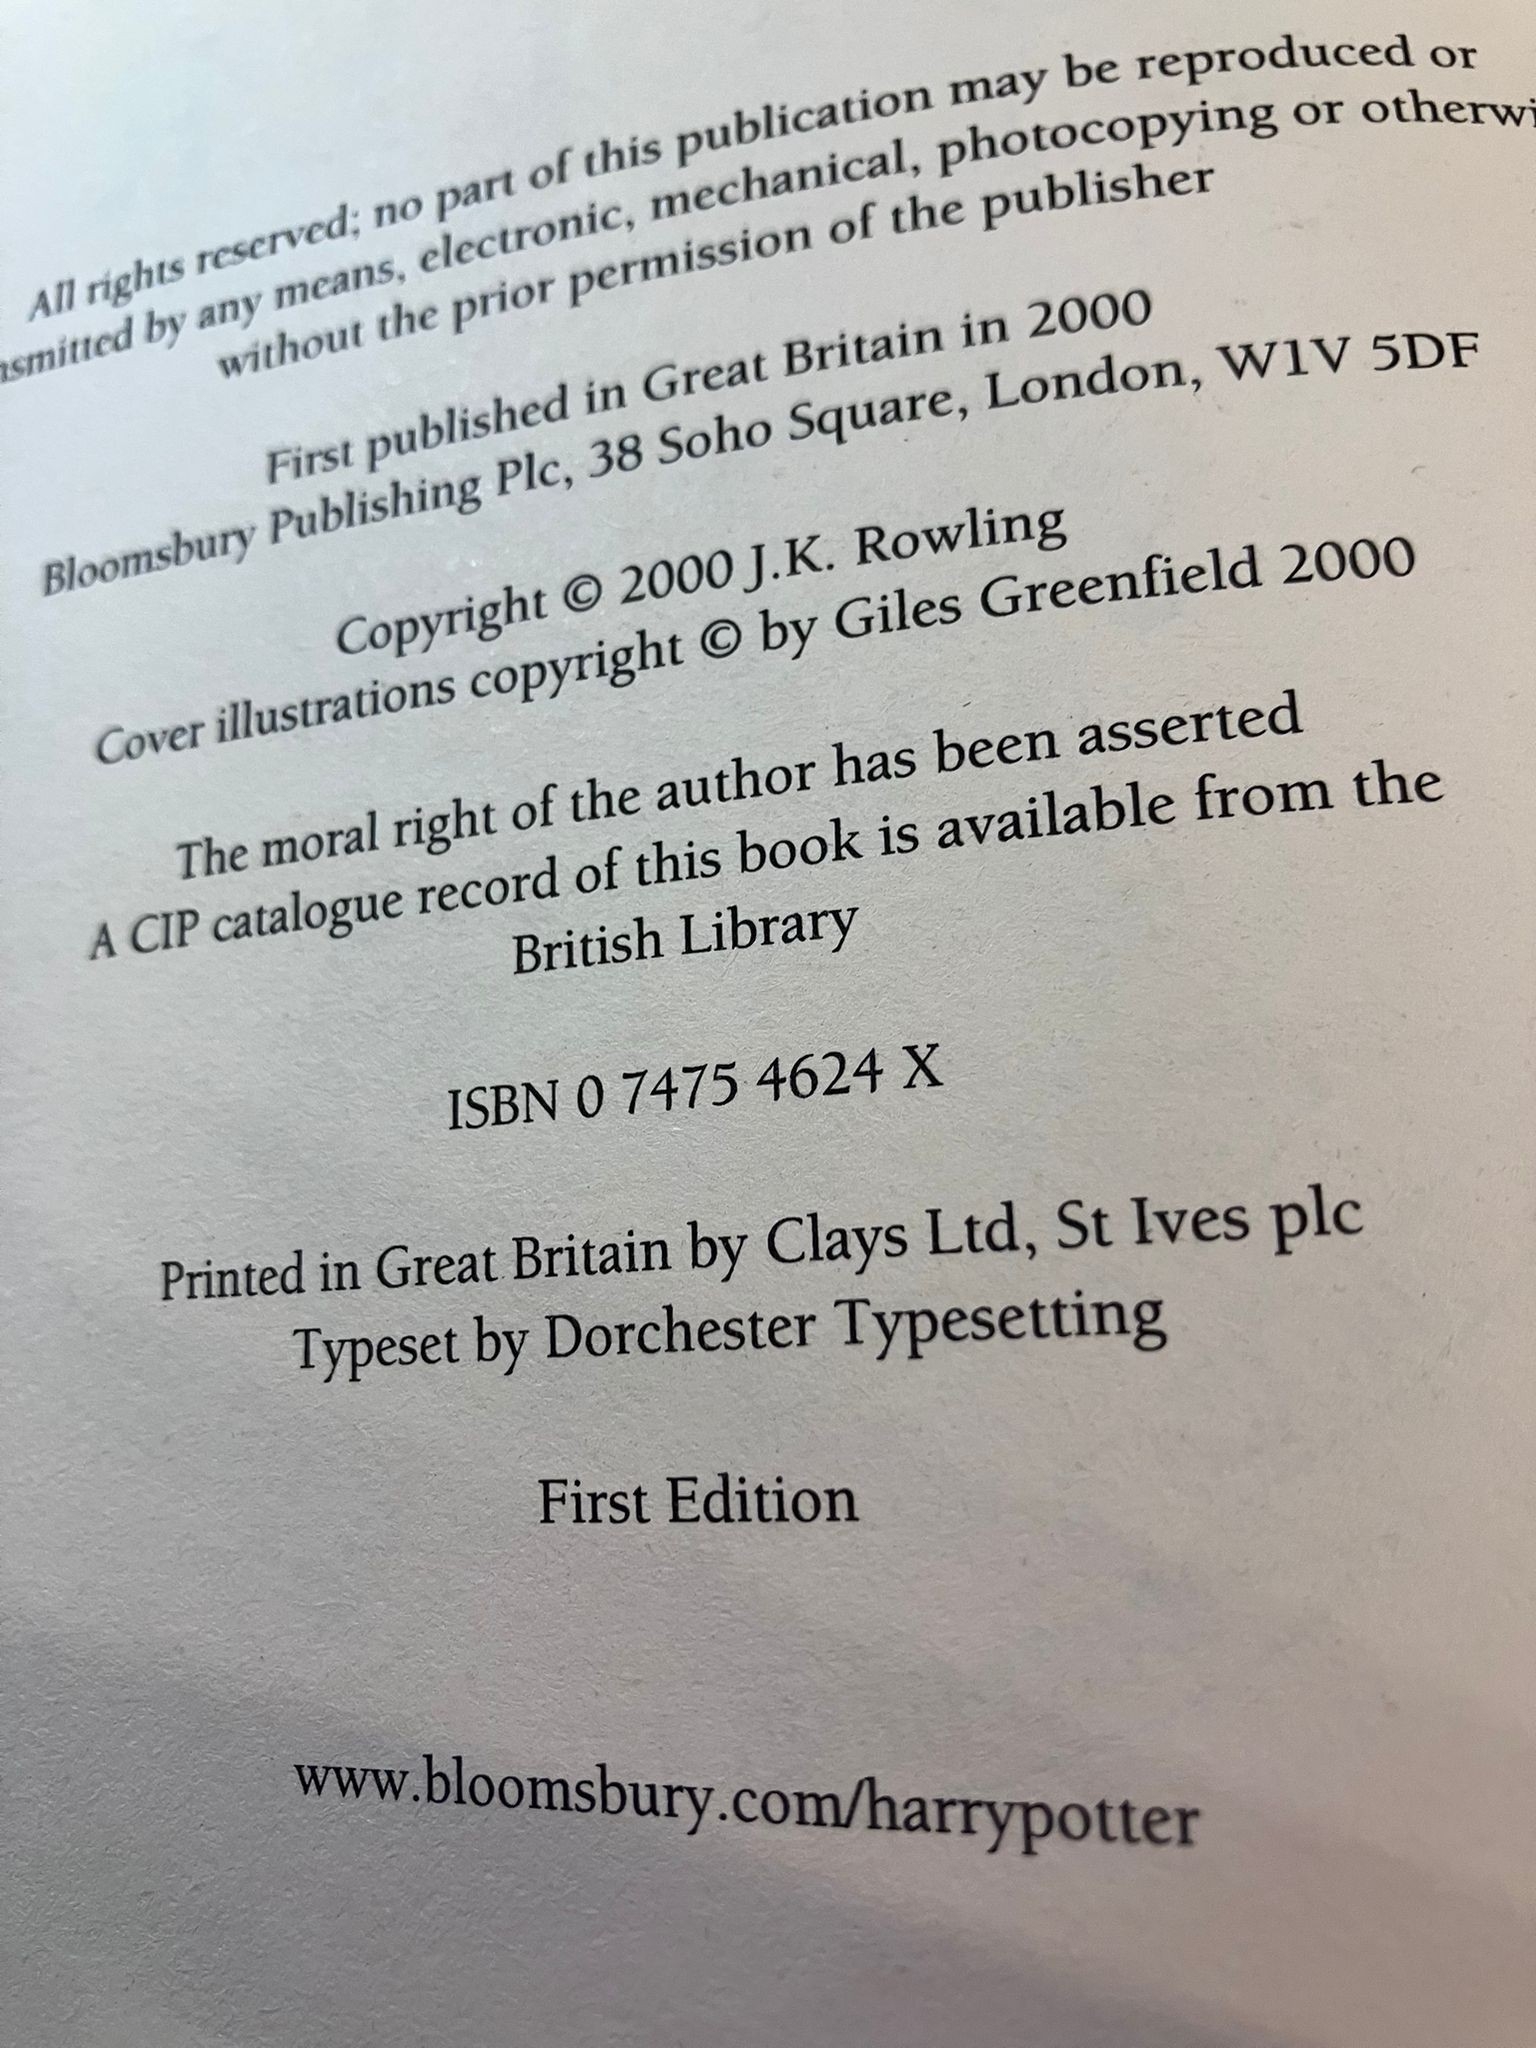 All rights reserved; no part of this publication may be reproduced or
by any means, electronic, mechanical, photocopying or
without the prior permission of the publisher
First published in Great Britain in 2000
Bloomsbury Publishing Plc, 38 Soho Square, London, W1V 5DF
Copyright © 2000 J.K. Rowling
Cover illustrations copyright © by Giles Greenfield 2000
The moral right of the author has been asserted
A CIP catalogue record of this book is available from the
British Library
ISBN 0 7475 4624 X
Printed in Great Britain by Clays Ltd, St Ives plc
Typeset by Dorchester Typesetting
First Edition
www.bloomsbury.com/harrypotter